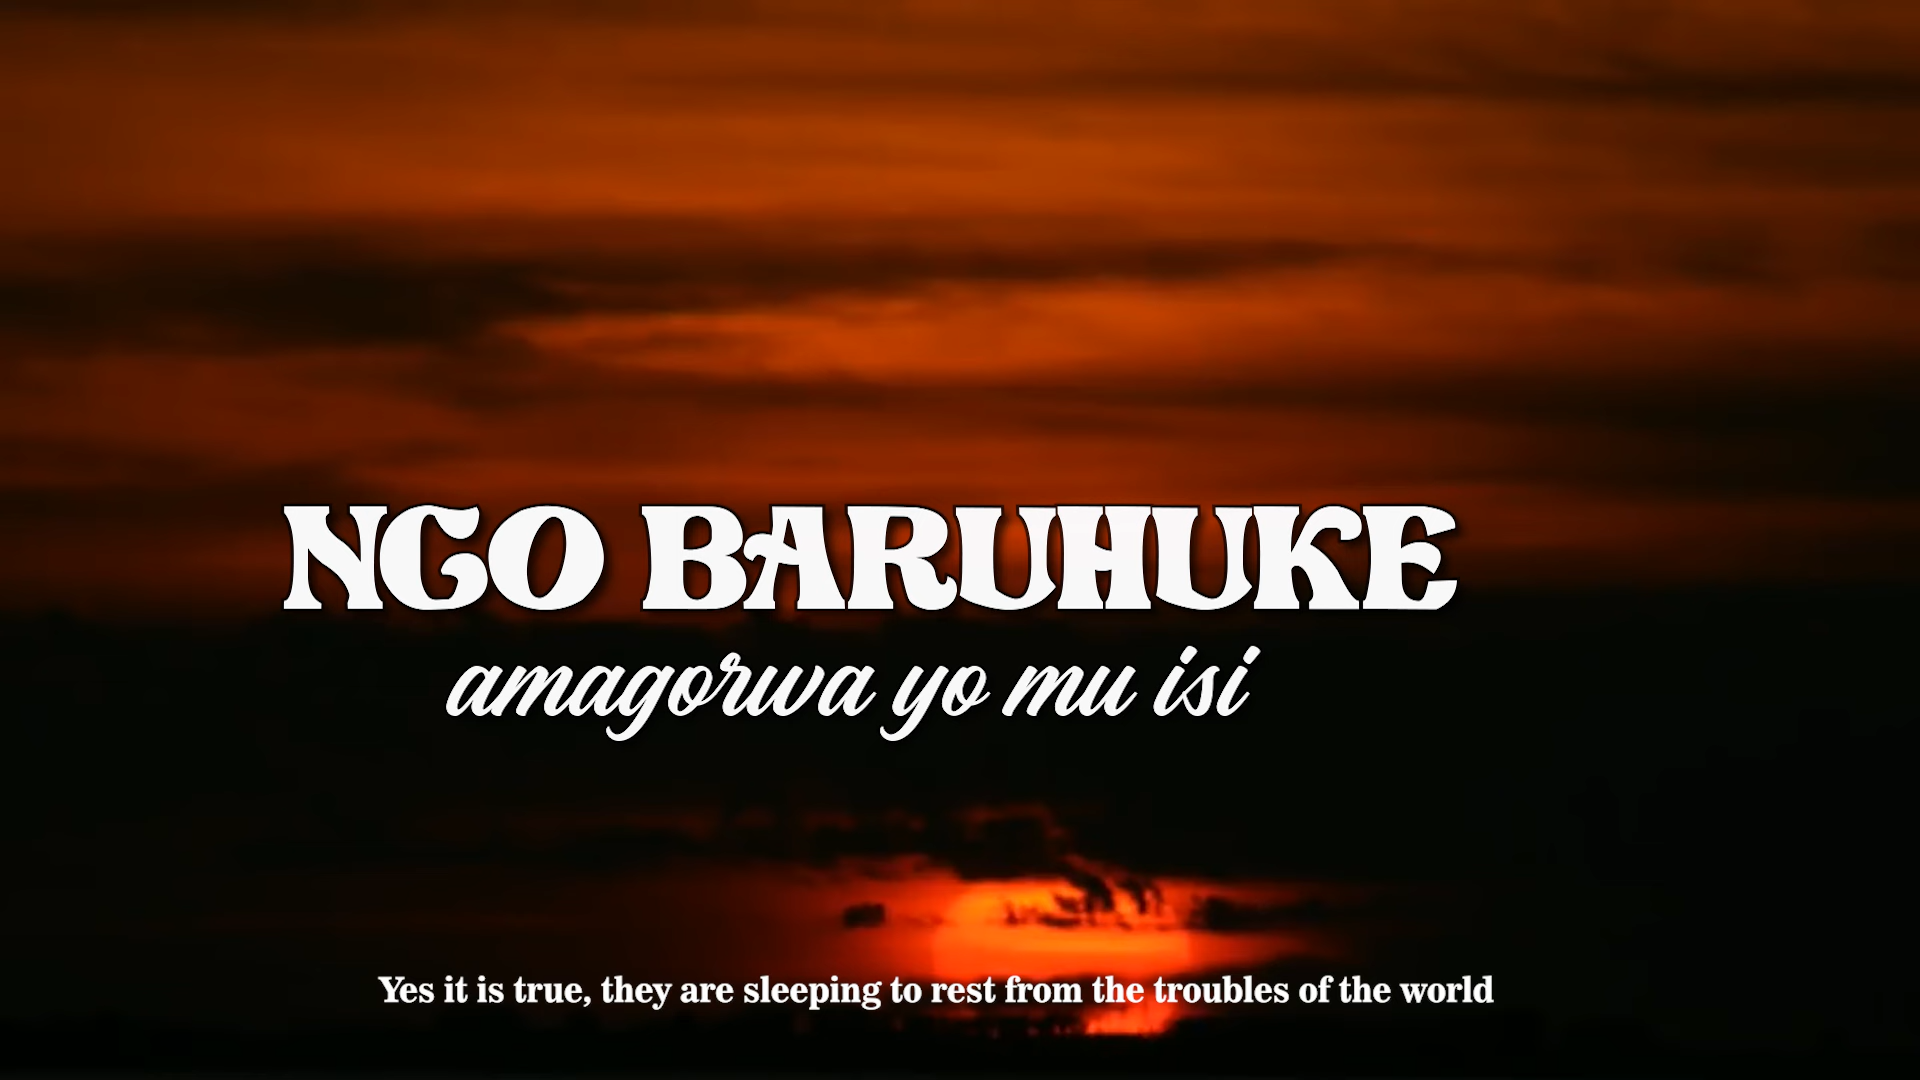 NGO BARUHUKE
amagorwa yo mu isi
Yes it is true, they are sleeping to rest from the troubles of the world